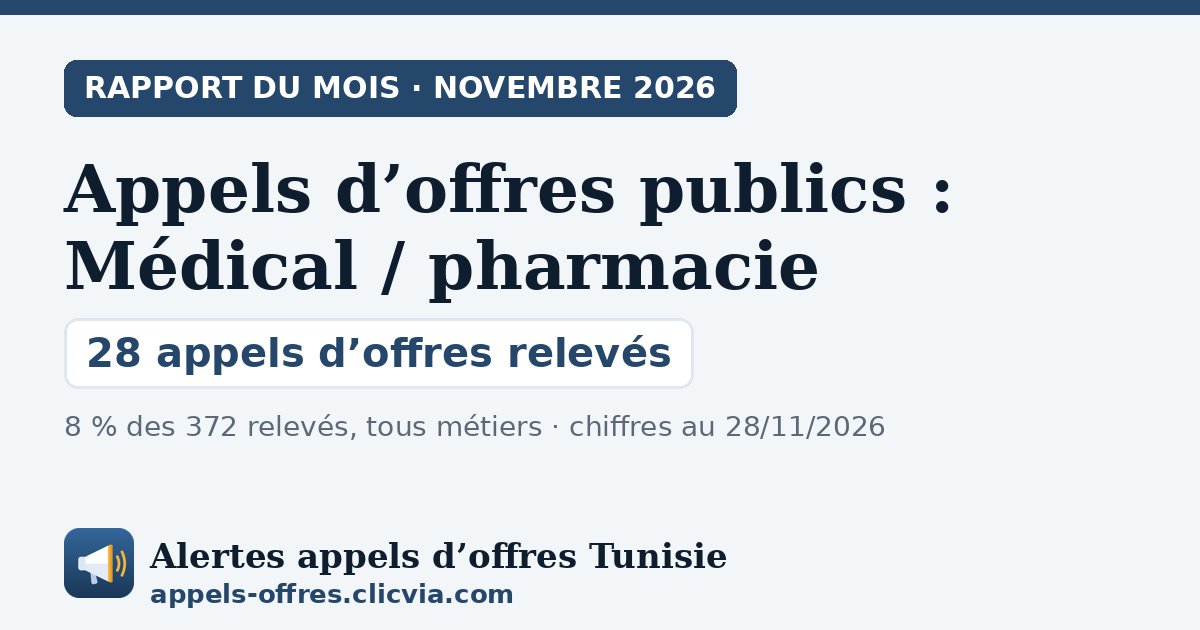 RAPPORT DU MOIS · NOVEMBRE 2026
Appels d’offres publics :
Médical / pharmacie
28 appels d’offres relevés
8 % des 372 relevés, tous métiers · chiffres au 28/11/2026
Alertes appels d’offres Tunisie
appels-offres.clicvia.com